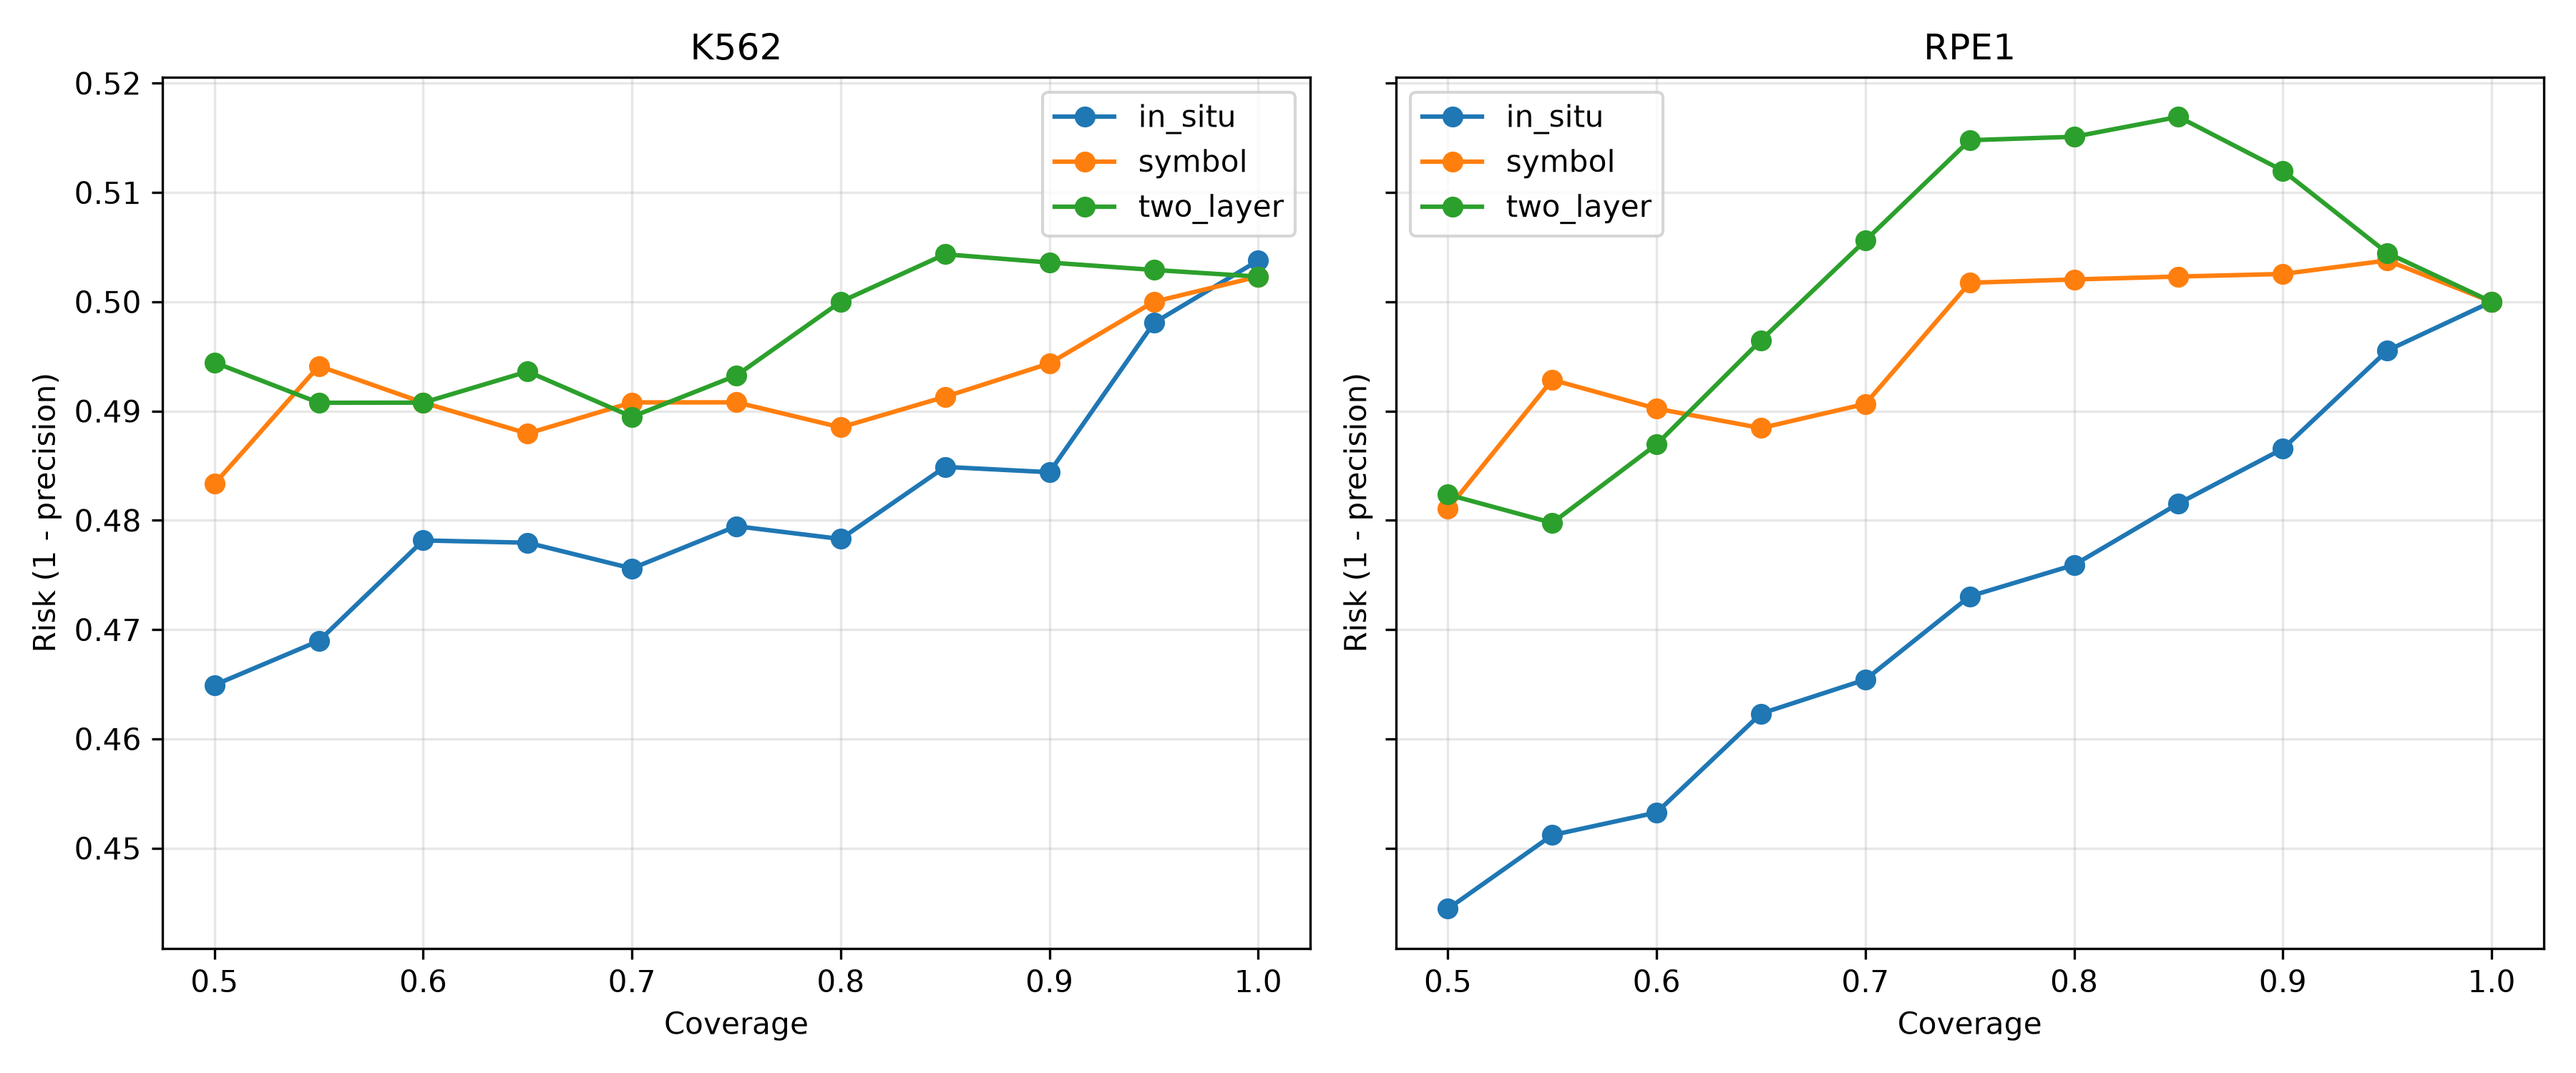 K562
0.52
0.51
0.50
0.49
0.48
0.47
0.46
0.45
Risk (1 - precision)
0.5 0.6 0.7 0.8 0.9 1.0
Coverage
in_situ
symbol
two_layer
RPE1
Risk (1 - precision)
0.5 0.6 0.7 0.8 0.9 1.0
Coverage
in_situ
symbol
two_layer